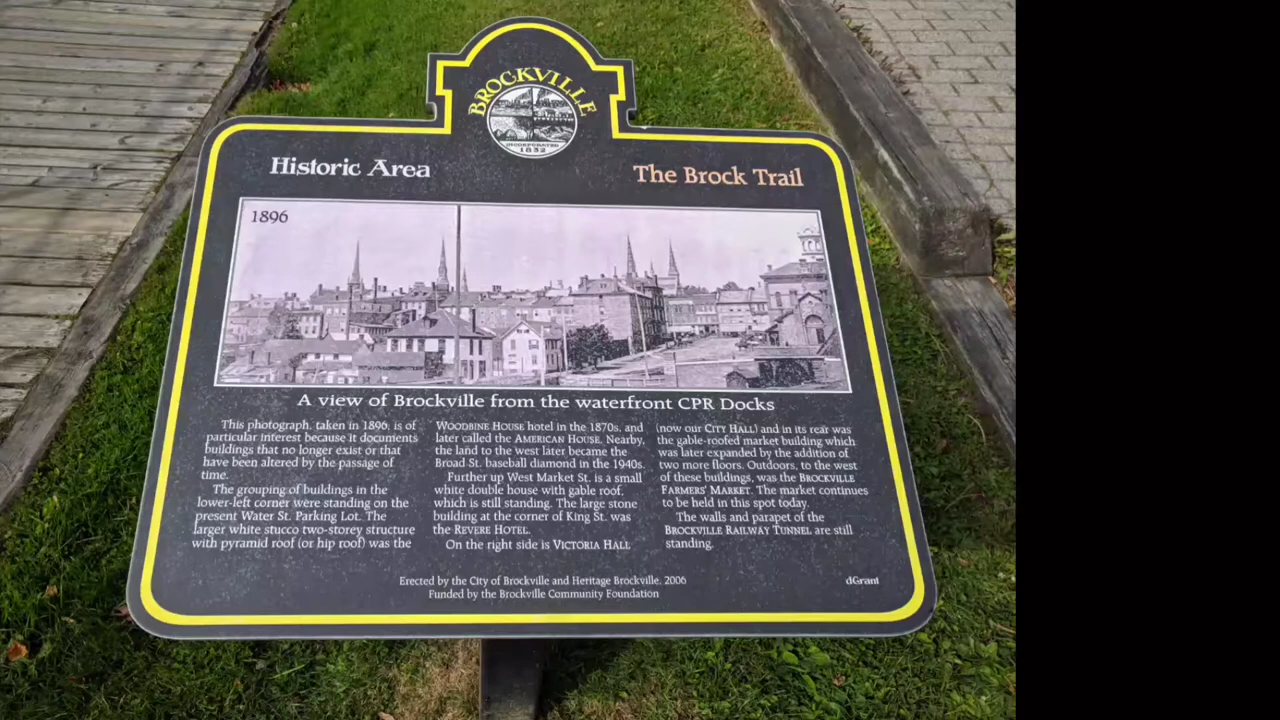 BROCKVILLE
INCORPORATED
1832
Historic Area
The Brock Trail
1896
A view of Brockville from the waterfront CPR Docks
This photograph, taken in 1896, is of
particular interest because it documents
buildings that no longer exist or that
have been altered by the passage of
time.
The grouping of buildings in the
lower-left corner were standing on the
present Water St. Parking Lot. The
larger white stucco two-storey structure
with pyramid roof (or hip roof) was the
WOODBINE HOUSE hotel in the 1870s, and
later called the AMERICAN HOUSE. Nearby,
the land to the west later became the
Broad St. baseball diamond in the 1940s.
Further up West Market St. is a small
white double house with gable roof,
which is still standing. The large stone
building at the corner of King St. was
the REVERE HOTEL.
On the right side is VICTORIA HALL
(now our CITY HALL) and in its rear was
the gable-roofed market building which
was later expanded by the addition of
two more floors. Outdoors, to the west
of these buildings, was the BROCKVILLE
FARMERS' MARKET. The market continues
to be held in this spot today.
The walls and parapet of the
BROCKVILLE RAILWAY TUNNEL are still
standing.
Erected by the City of Brockville and Heritage Brockville, 2006
Funded by the Brockville Community Foundation
dGrant